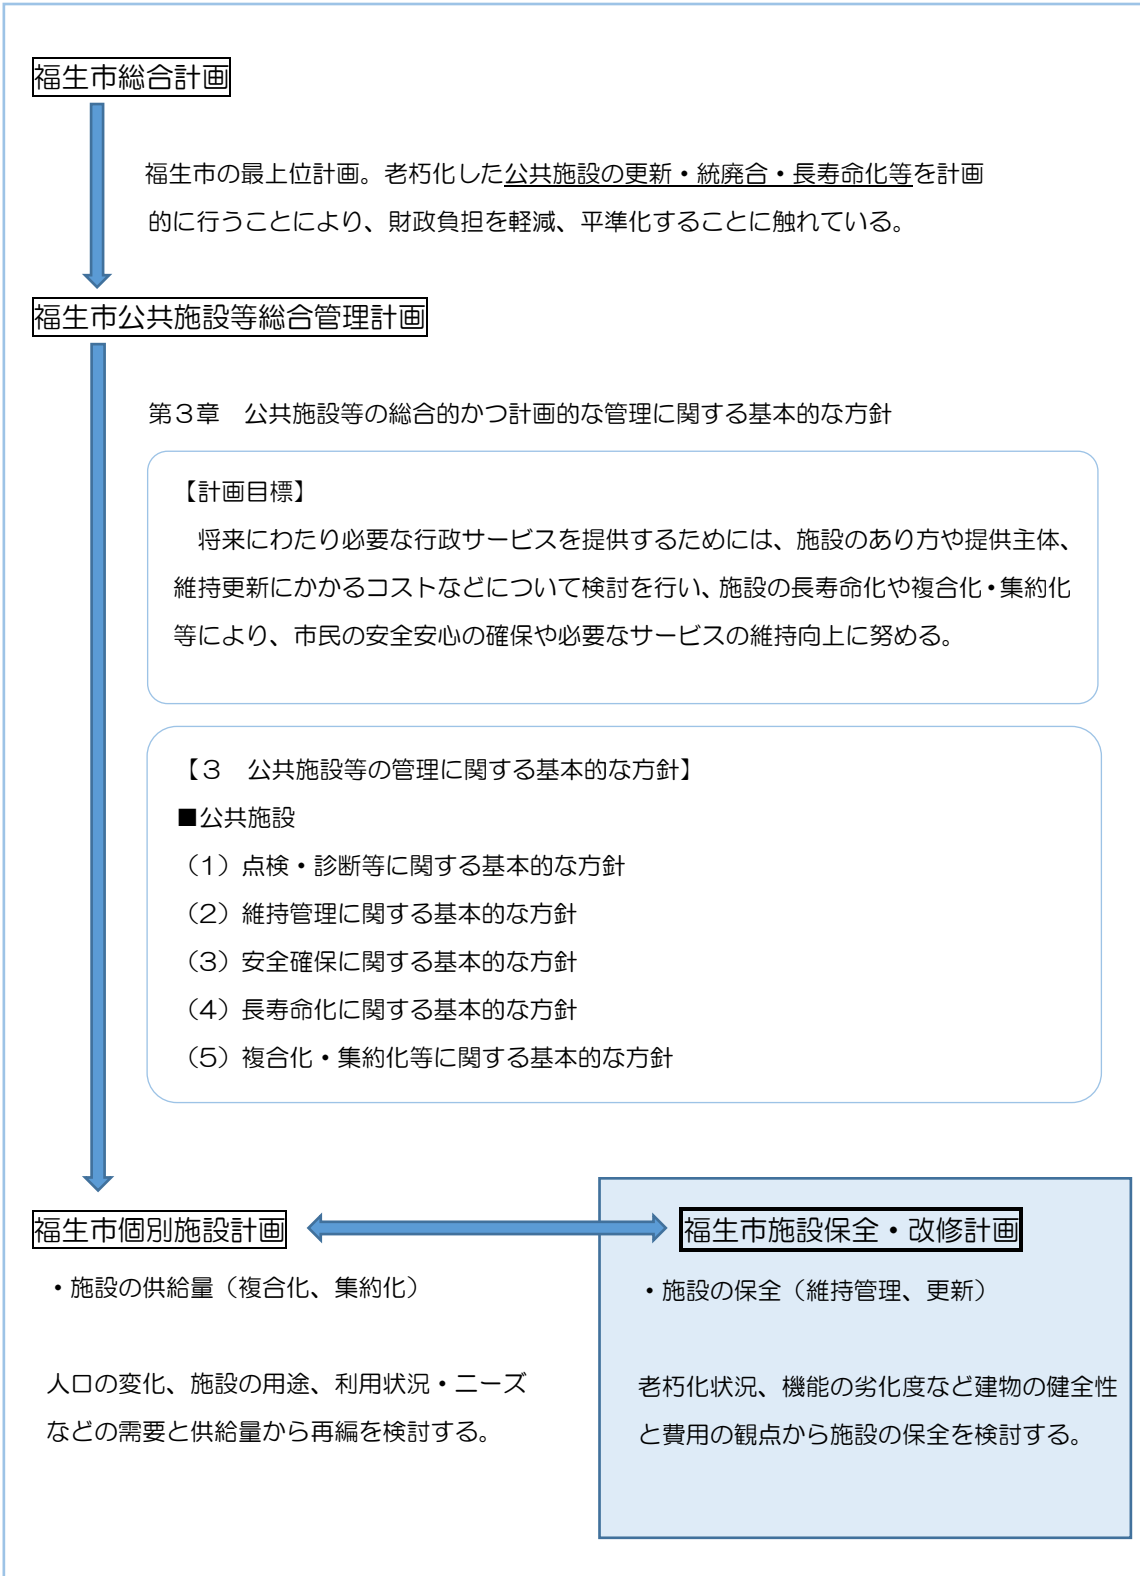 福生市総合計画
福生市の最上位計画。老朽化した公共施設の更新・統廃合・長寿命化等を計画
的に行うことにより、財政負担を軽減、平準化することに触れている。
福生市公共施設等総合管理計画
第3章　公共施設等の総合的かつ計画的な管理に関する基本的な方針
【計画目標】
　将来にわたり必要な行政サービスを提供するためには、施設のあり方や提供主体、
維持更新にかかるコストなどについて検討を行い、施設の長寿命化や複合化・集約化
等により、市民の安全安心の確保や必要なサービスの維持向上に努める。
【3　公共施設等の管理に関する基本的な方針】
■公共施設
（1）点検・診断等に関する基本的な方針
（2）維持管理に関する基本的な方針
（3）安全確保に関する基本的な方針
（4）長寿命化に関する基本的な方針
（5）複合化・集約化等に関する基本的な方針
福生市個別施設計画
・施設の供給量（複合化、集約化）
人口の変化、施設の用途、利用状況・ニーズ
などの需要と供給量から再編を検討する。
福生市施設保全・改修計画
・施設の保全（維持管理、更新）
老朽化状況、機能の劣化度など建物の健全性
と費用の観点から施設の保全を検討する。